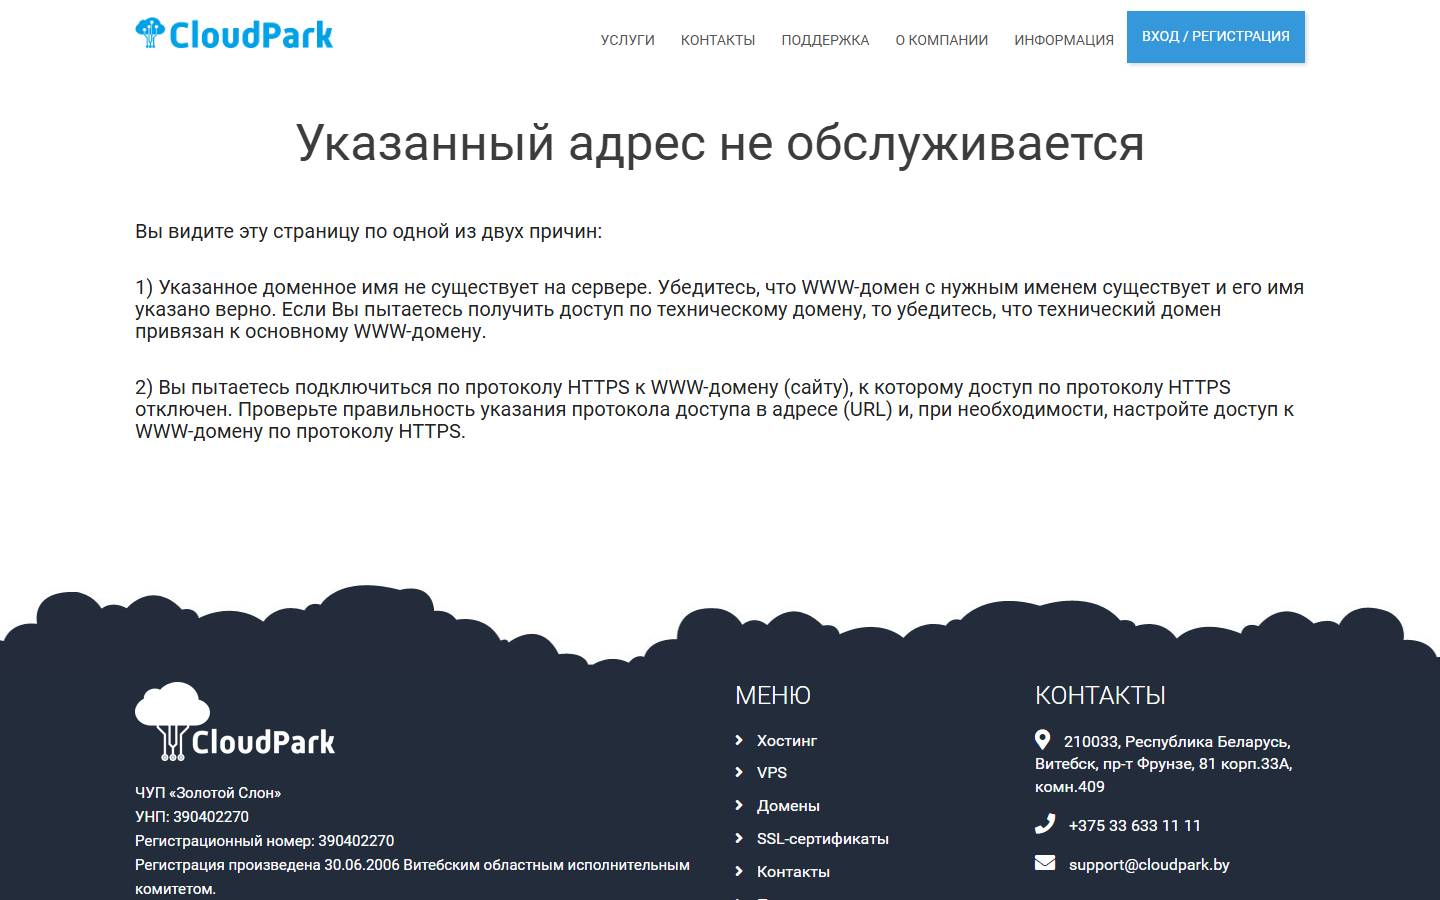 CloudPark
УСЛУГИ КОНТАКТЫ ПОДДЕРЖКА О КОМПАНИИ ИНФОРМАЦИЯ ВХОД / РЕГИСТРАЦИЯ
Указанный адрес не обслуживается
Вы видите эту страницу по одной из двух причин:
1) Указанное доменное имя не существует на сервере. Убедитесь, что WWW-домен с нужным именем существует и его имя
указано верно. Если Вы пытаетесь получить доступ по техническому домену, то убедитесь, что технический домен
привязан к основному WWW-домену.
2) Вы пытаетесь подключиться по протоколу HTTPS к WWW-домену (сайту), к которому доступ по протоколу HTTPS
отключен. Проверьте правильность указания протокола доступа в адресе (URL) и, при необходимости, настройте доступ к
WWW-домену по протоколу HTTPS.
CloudPark
ЧУП «Золотой Слон»
УНП: 390402270
Регистрационный номер: 390402270
Регистрация произведена 30.06.2006 Витебским областным исполнительным
комитетом.
МЕНЮ
Хостинг
VPS
Домены
SSL-сертификаты
Контакты
КОНТАКТЫ
210033, Республика Беларусь,
Витебск, пр-т Фрунзе, 81 корп.33А,
комн.409
+375 33 633 11 11
support@cloudpark.by